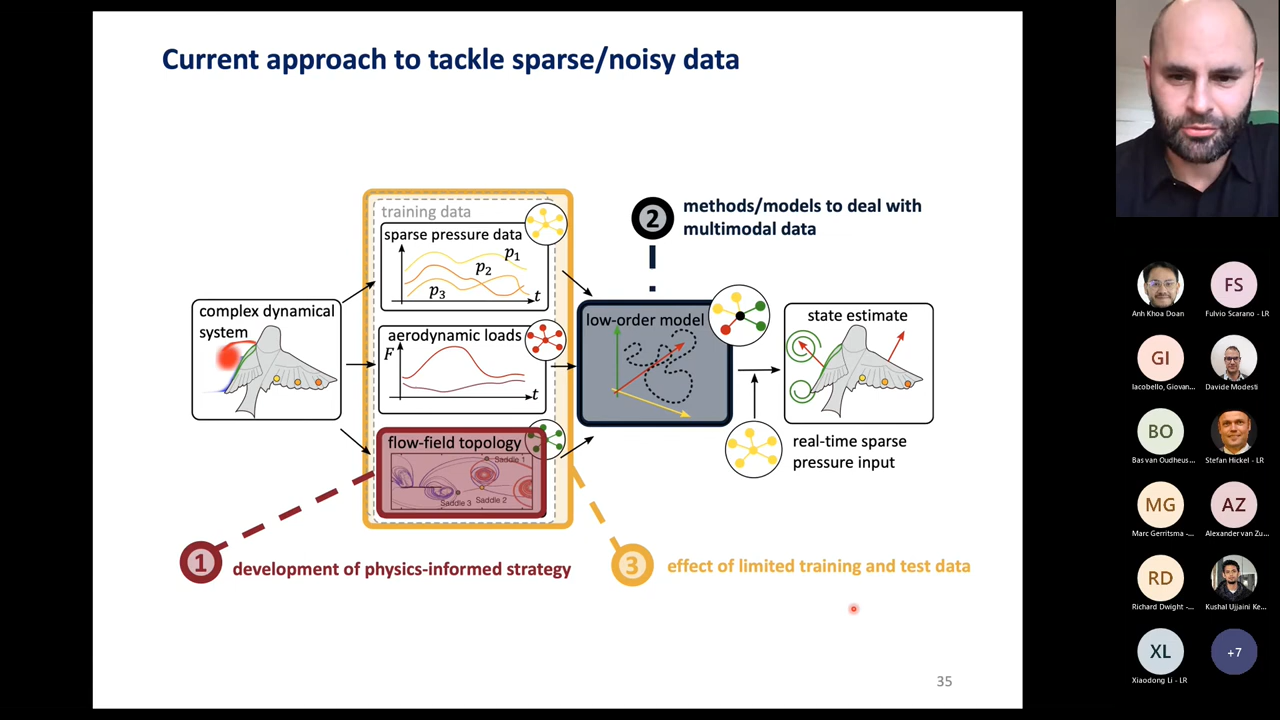 Current approach to tackle sparse/noisy data
training data
sparse pressure data
p₁
p₂
p₃
t
2
methods/models to deal with
multimodal data
complex dynamical
system
aerodynamic loads
F
t
low-order model
state estimate
flow-field topology
Saddle 1
Saddle 2
Saddle 3
real-time sparse
pressure input
1
development of physics-informed strategy
3
effect of limited training and test data
35
Anh Khoa Doan
FS
Fulvio Scarano - LR
GI
Iacobello, Giovan...
Davide Modesti
BO
Bas van Oudheus...
Stefan Hickel - LR
MG
Marc Gerritsma -...
AZ
Alexander van Zu...
RD
Richard Dwight -...
Kushal Ujjaini Ke...
XL
Xiaodong Li - LR
+7